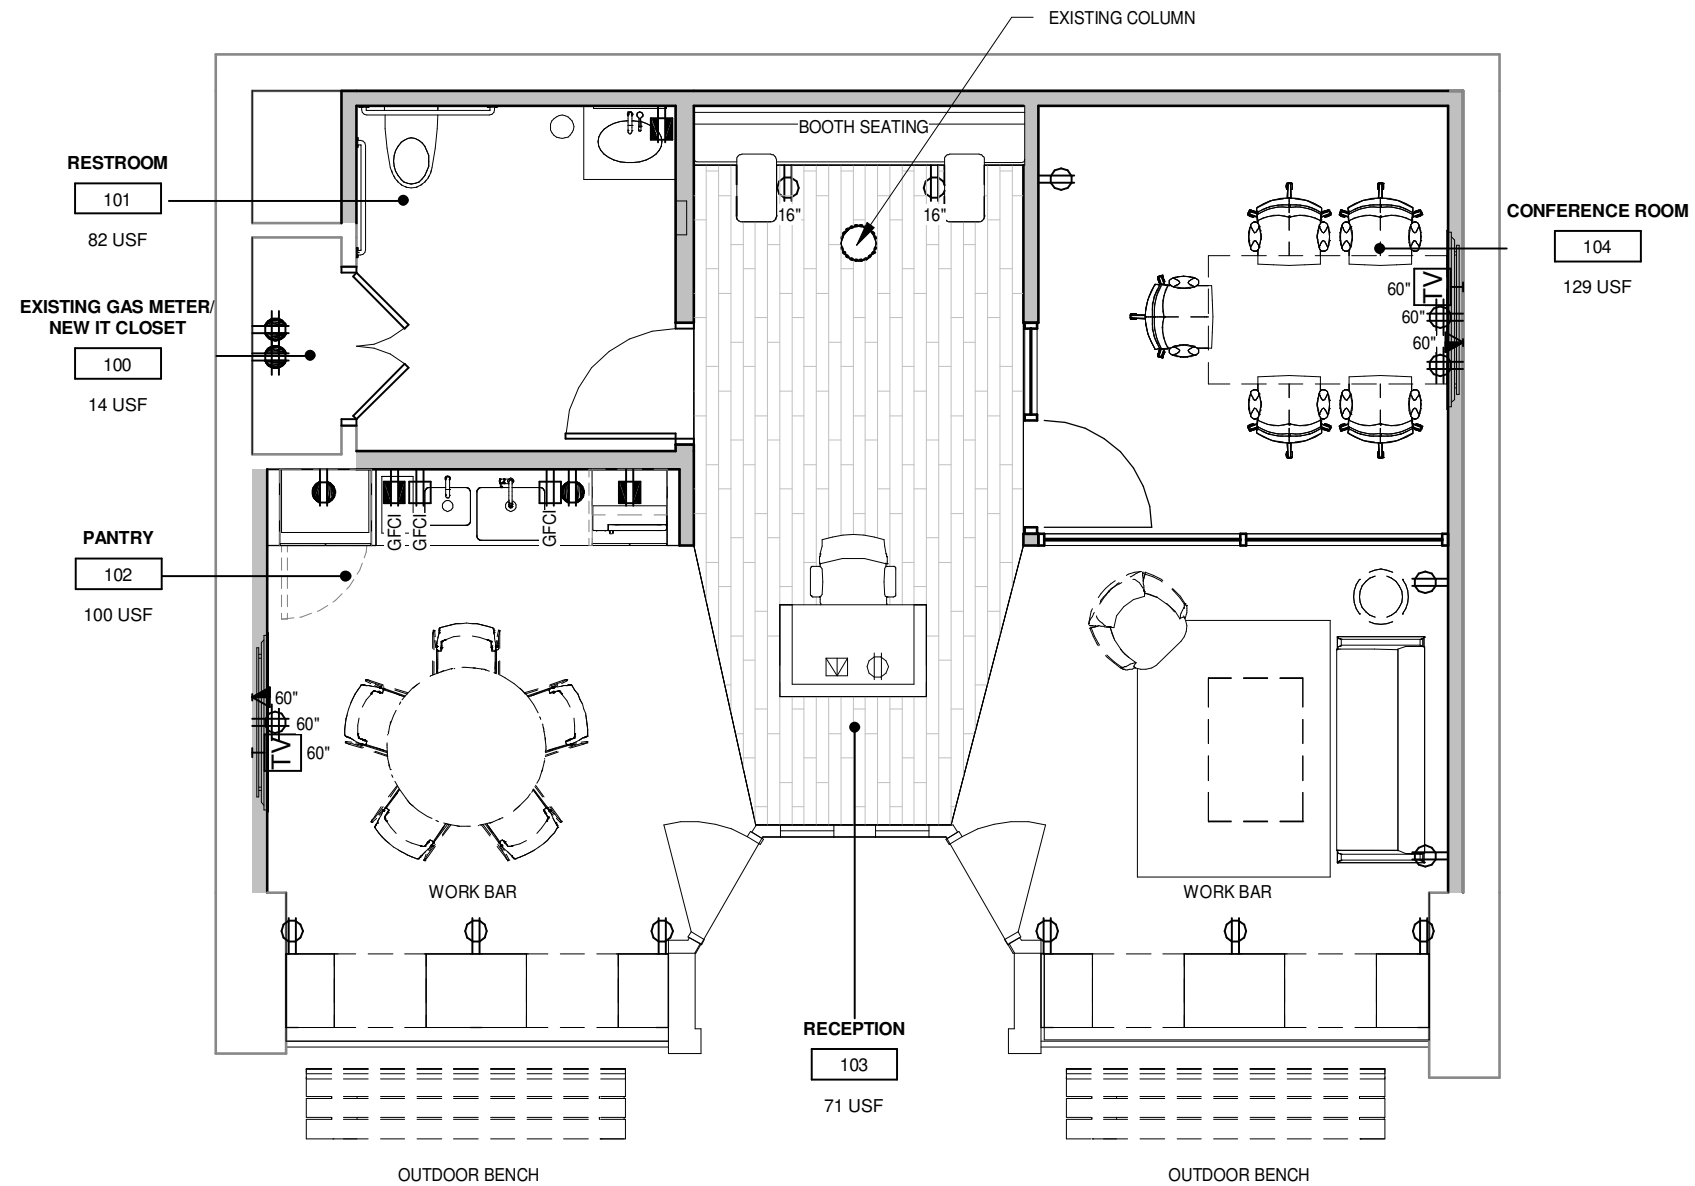 EXISTING COLUMN
BOOTH SEATING
RESTROOM
101
82 USF
16"
16"
CONFERENCE ROOM
104
129 USF
TV
60"
60"
60"
EXISTING GAS METER/
NEW IT CLOSET
100
14 USF
GFCI
GFCI
GFCI
PANTRY
102
100 USF
60"
60"
TV
60"
WORK BAR
WORK BAR
RECEPTION
103
71 USF
OUTDOOR BENCH
OUTDOOR BENCH